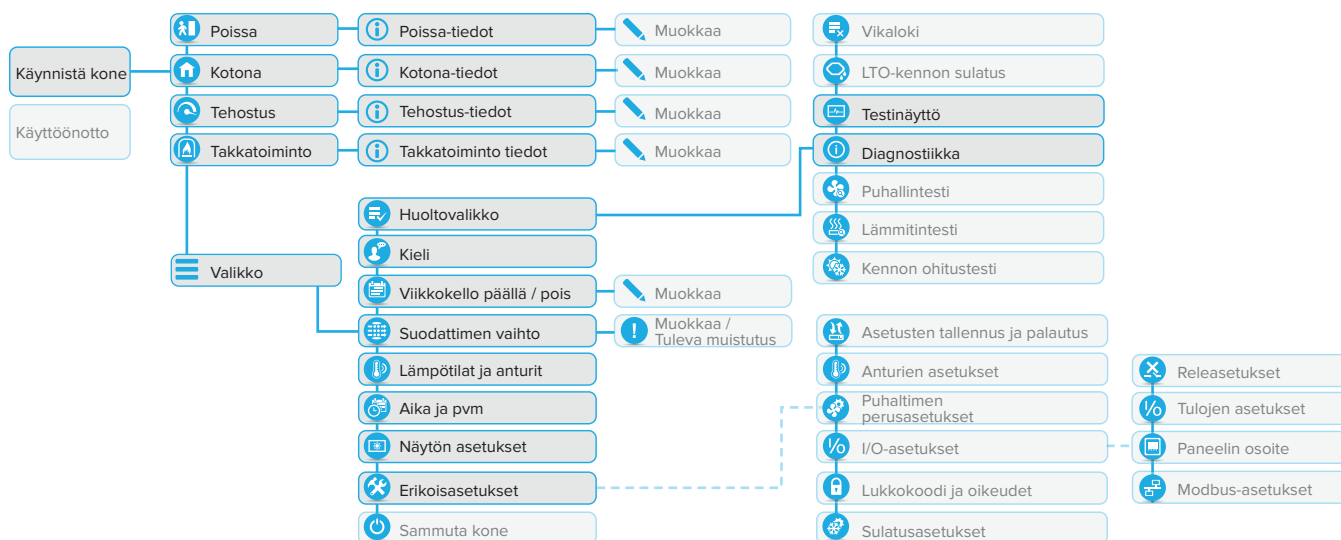 Käynnistä kone
Käyttöönotto
Poissa
Kotona
Tehostus
Takkatoiminto
Valikko
Poissa-tiedot
Kotona-tiedot
Tehostus-tiedot
Takkatoiminto tiedot
Muokkaa
Muokkaa
Muokkaa
Muokkaa
Huoltovalikko
Kieli
Viikkokello päällä / pois
Suodattimen vaihto
Lämpötilat ja anturit
Aika ja pvm
Näytön asetukset
Erikoisasetukset
Sammuta kone
Muokkaa
Muokkaa /
Tuleva muistutus
Vikaloki
LTO-kennon sulatus
Testinäyttö
Diagnostiikka
Puhallintesti
Lämmitintesti
Kennon ohitustesti
Asetusten tallennus ja palautus
Anturien asetukset
Puhaltimen
perusasetukset
I/O-asetukset
Lukkokoodi ja oikeudet
Sulatusasetukset
Releasetukset
Tulojen asetukset
Paneelin osoite
Modbus-asetukset